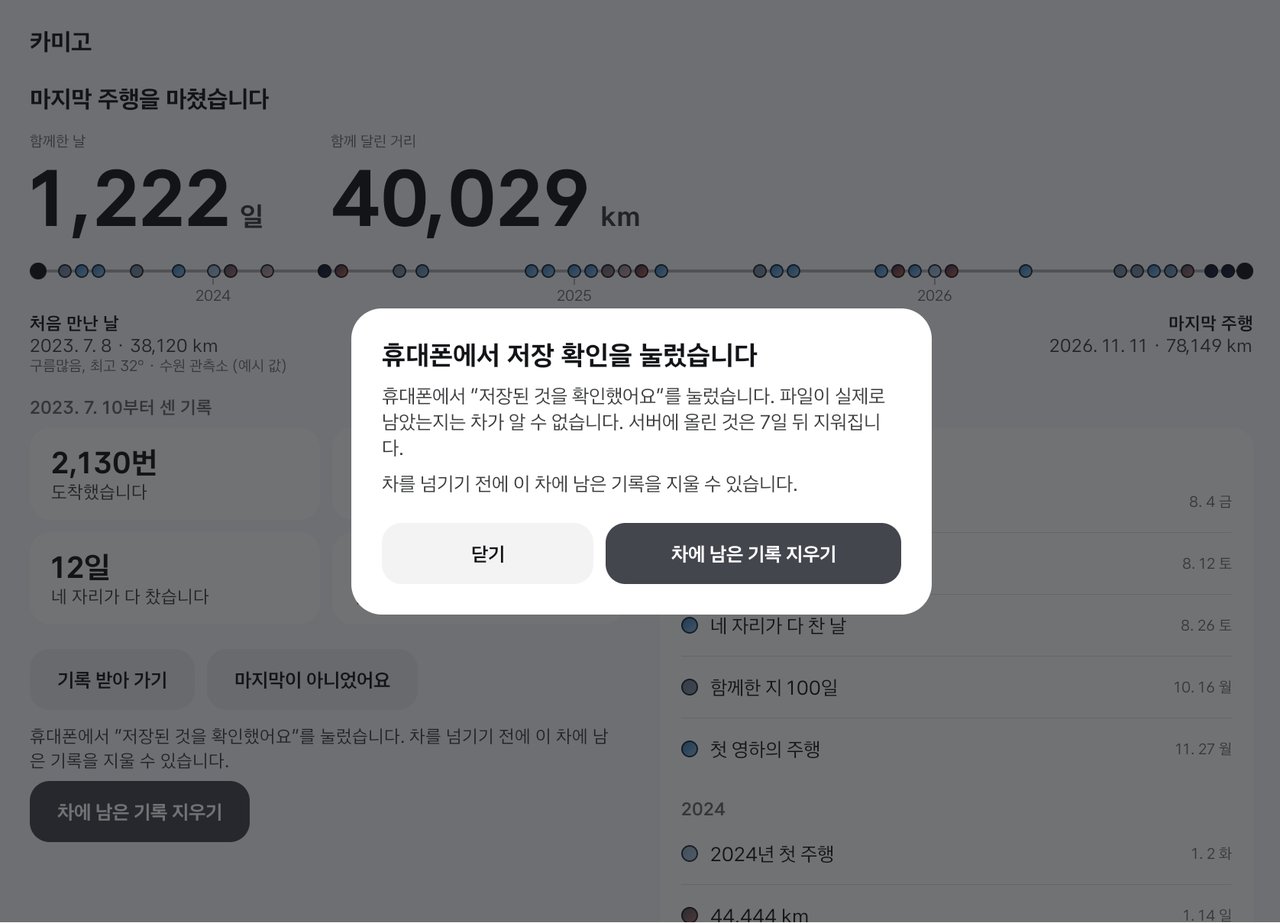 카미고
마지막 주행을 마쳤습니다
함께한 날
함께 달린 거리
1,222 일
40,029 km
2024
2025
2026
처음 만난 날
2023. 7. 8 · 38,120 km
구름많음, 최고 32° · 수원 관측소 (예시 값)
마지막 주행
2026. 11. 11 · 78,149 km
2023. 7. 10부터 센 기록
2,130번
도착했습니다
12일
네 자리가 다 찼습니다
기록 받아 가기
마지막이 아니었어요
휴대폰에서 “저장된 것을 확인했어요”를 눌렀습니다. 차를 넘기기 전에 이 차에 남
은 기록을 지울 수 있습니다.
차에 남은 기록 지우기
휴대폰에서 저장 확인을 눌렀습니다
휴대폰에서 “저장된 것을 확인했어요”를 눌렀습니다. 파일이 실제로
남았는지는 차가 알 수 없습니다. 서버에 올린 것은 7일 뒤 지워집니
다.
차를 넘기기 전에 이 차에 남은 기록을 지울 수 있습니다.
닫기
차에 남은 기록 지우기
8. 4 금
8. 12 토
네 자리가 다 찬 날
8. 26 토
함께한 지 100일
10. 16 월
첫 영하의 주행
11. 27 월
2024
2024년 첫 주행
1. 2 화
44,444 km
1. 14 일